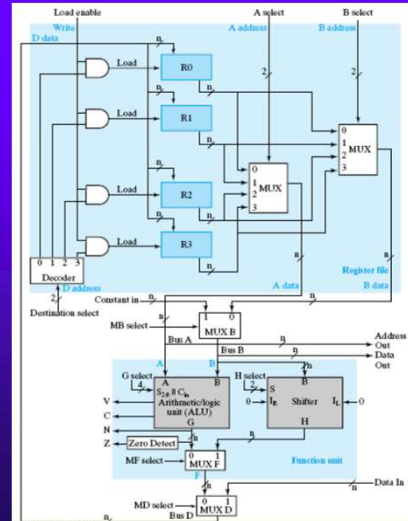 Load enable
A select
B select
Write
A address
B address
D data
n
Load
R0
n
2
2
n
Load
R1
n
0
1
2
3
MUX
0
1
2
3
MUX
n
Load
R2
n
n
Load
R3
n
n
n
0 1 2 3
Decoder
D address
2
Destination select
Register file
A data
B data
Constant in
n
n
1 0
MUX B
MB select
Bus A
Bus B
n
n
Address
Out
Data
Out
A
B
G select
4
A
B
S2:0 || Cin
Arithmetic/logic
unit (ALU)
G
H select
2
B
S
0
IR
Shifter
IL
0
H
V
C
N
Z
Zero Detect
n
n
0 1
MUX F
MF select
F
Function unit
n
n
Data In
MD select
0 1
MUX D
n
Bus D